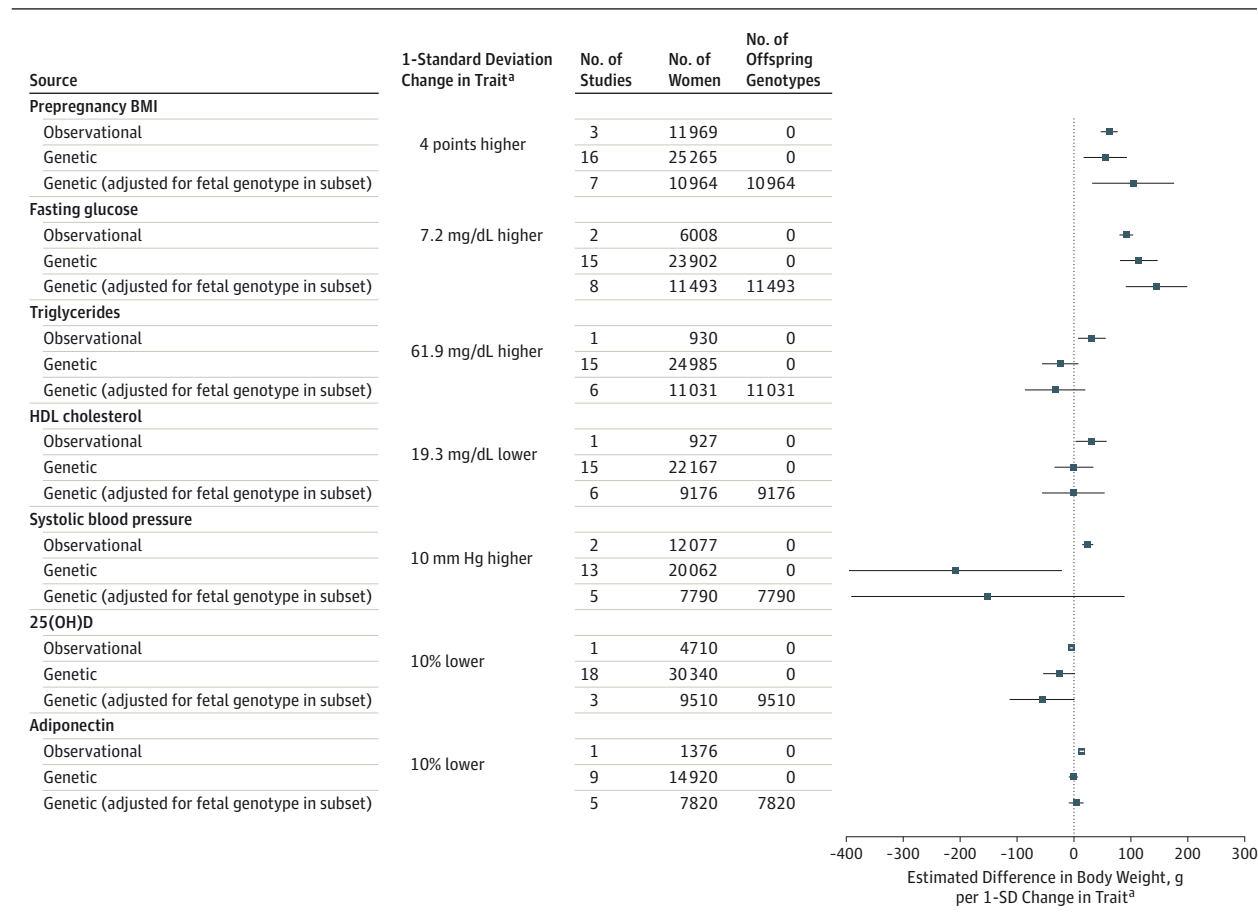 Source 1-Standard Deviation Change in Traitᵃ No. of Studies No. of Women No. of Offspring Genotypes
Prepregnancy BMI
4 points higher
Observational 3 11969 0
Genetic 16 25265 0
Genetic (adjusted for fetal genotype in subset) 7 10964 10964
Fasting glucose
7.2 mg/dL higher
Observational 2 6008 0
Genetic 15 23902 0
Genetic (adjusted for fetal genotype in subset) 8 11493 11493
Triglycerides
61.9 mg/dL higher
Observational 1 930 0
Genetic 15 24985 0
Genetic (adjusted for fetal genotype in subset) 6 11031 11031
HDL cholesterol
19.3 mg/dL lower
Observational 1 927 0
Genetic 15 22167 0
Genetic (adjusted for fetal genotype in subset) 6 9176 9176
Systolic blood pressure
10 mm Hg higher
Observational 2 12077 0
Genetic 13 20062 0
Genetic (adjusted for fetal genotype in subset) 5 7790 7790
25(OH)D
10% lower
Observational 1 4710 0
Genetic 18 30340 0
Genetic (adjusted for fetal genotype in subset) 3 9510 9510
Adiponectin
10% lower
Observational 1 1376 0
Genetic 9 14920 0
Genetic (adjusted for fetal genotype in subset) 5 7820 7820
-400 -300 -200 -100 0 100 200 300
Estimated Difference in Body Weight, g
per 1-SD Change in Traitᵃ